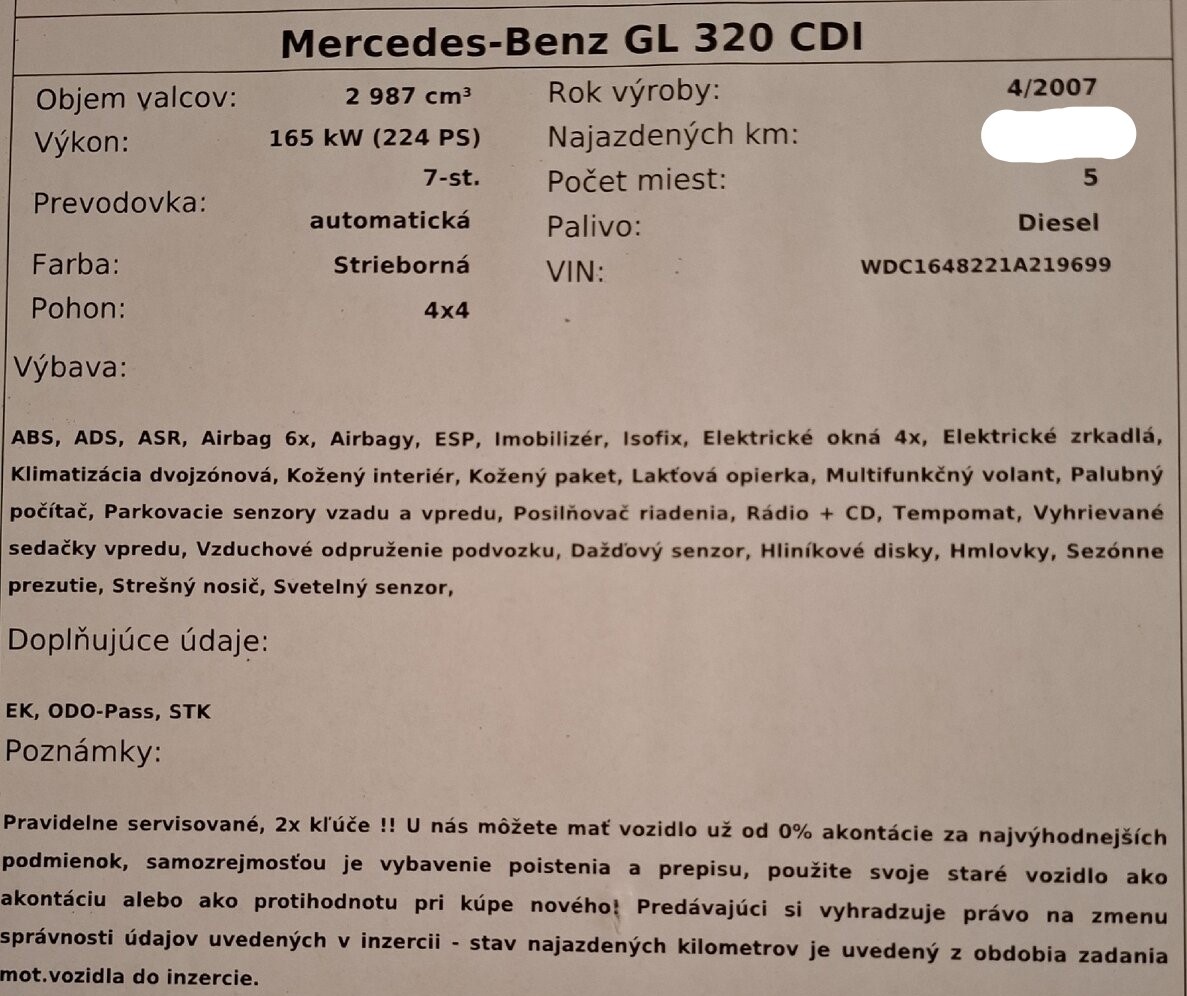 Mercedes-Benz GL 320 CDI
Objem valcov: 2 987 cm³ Rok výroby: 4/2007
Výkon: 165 kW (224 PS) Najazdených km:
Prevodovka: 7-st. Počet miest: 5
automatická Palivo: Diesel
Farba: Strieborná VIN: WDC1648221A219699
Pohon: 4x4
Výbava:
ABS, ADS, ASR, Airbag 6x, Airbagy, ESP, Imobilizér, Isofix, Elektrické okná 4x, Elektrické zrkadlá,
Klimatizácia dvojzónová, Kožený interiér, Kožený paket, Lakťová opierka, Multifunkčný volant, Palubný
počítač, Parkovacie senzory vzadu a vpredu, Posilňovač riadenia, Rádio + CD, Tempomat, Vyhrievané
sedačky vpredu, Vzduchové odpruženie podvozku, Dažďový senzor, Hliníkové disky, Hmlovky, Sezónne
prezutie, Strešný nosič, Svetelný senzor,
Doplňujúce údaje:
EK, ODO-Pass, STK
Poznámky:
Pravidelne servisované, 2x kľúče !! U nás môžete mať vozidlo už od 0% akontácie za najvýhodnejších
podmienok, samozrejmosťou je vybavenie poistenia a prepisu, použite svoje staré vozidlo ako
akontáciu alebo ako protihodnotu pri kúpe nového! Predávajúci si vyhradzuje právo na zmenu
správnosti údajov uvedených v inzercii - stav najazdených kilometrov je uvedený z obdobia zadania
mot.vozidla do inzercie.